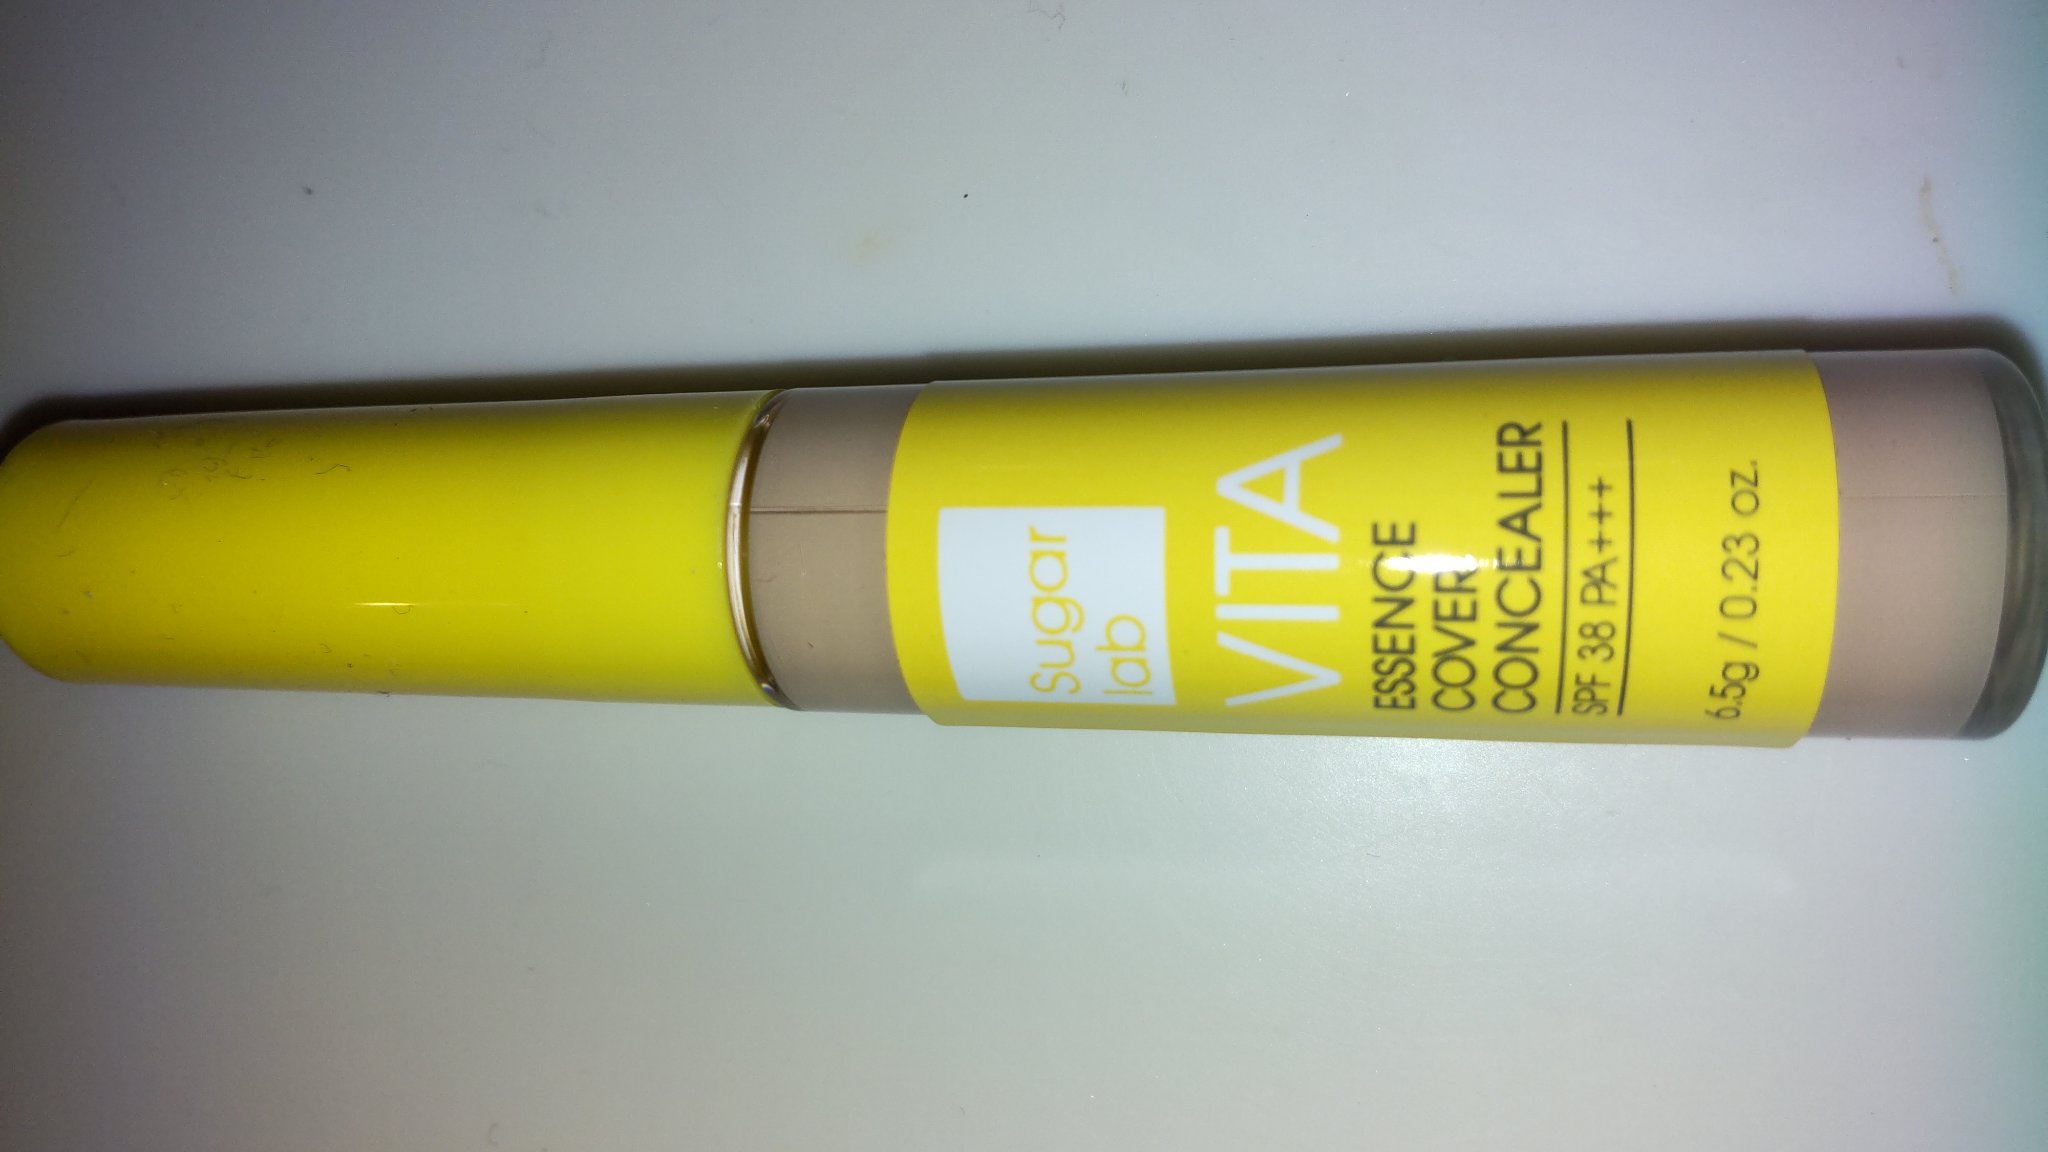 Sugar
lab
VITA
ESSENCE
COVER
CONCEALER
SPF 38 PA+++
6.5g / 0.23 oz.